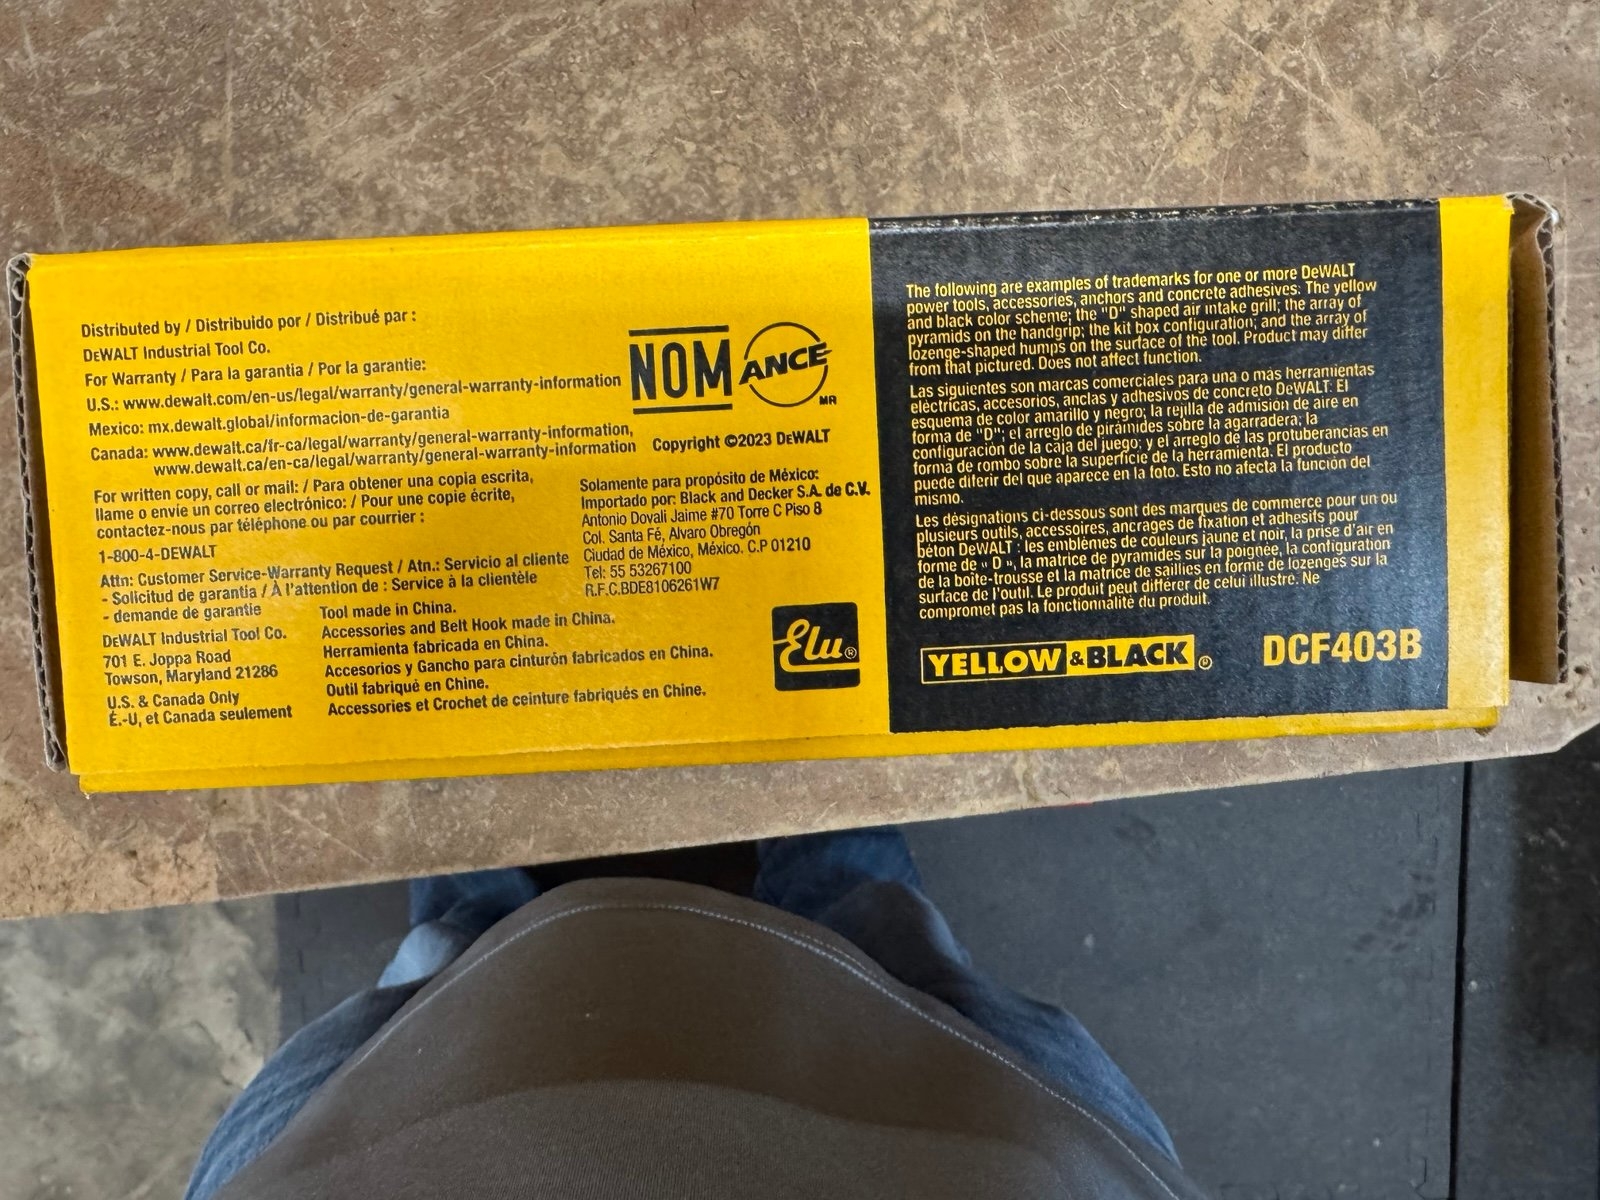 Distributed by / Distribuido por / Distribué par :
DEWALT Industrial Tool Co.
For Warranty / Para la garantía / Por la garantie:
U.S.: www.dewalt.com/en-us/legal/warranty/general-warranty-information
Mexico: mx.dewalt.global/informacion-de-garantia
Canada: www.dewalt.ca/fr-ca/legal/warranty/general-warranty-information,
www.dewalt.ca/en-ca/legal/warranty/general-warranty-information
For written copy, call or mail: / Para obtener una copia escrita,
llame o envíe un correo electrónico: / Pour une copie écrite,
contactez-nous par téléphone ou par courrier :
1-800-4-DEWALT
Attn: Customer Service-Warranty Request / Atn.: Servicio al cliente
- Solicitud de garantía / À l'attention de : Service à la clientèle
- demande de garantie
DEWALT Industrial Tool Co.
701 E. Joppa Road
Towson, Maryland 21286
U.S. & Canada Only
É.-U, et Canada seulement
NOM
ANCE
MR
Copyright ©2023 DEWALT
Solamente para propósito de México:
Importado por: Black and Decker S.A. de C.V.
Antonio Dovali Jaime #70 Torre C Piso 8
Col. Santa Fé, Alvaro Obregón
Ciudad de México, México. C.P 01210
Tel: 55 53267100
R.F.C.BDE8106261W7
Tool made in China.
Accessories and Belt Hook made in China.
Herramienta fabricada en China.
Accesorios y Gancho para cinturón fabricados en China.
Outil fabriqué en Chine.
Accessories et Crochet de ceinture fabriqués en Chine.
Elu®
The following are examples of trademarks for one or more DeWALT
power tools, accessories, anchors and concrete adhesives: The yellow
and black color scheme; the "D" shaped air intake grill; the array of
pyramids on the handgrip; the kit box configuration; and the array of
lozenge-shaped humps on the surface of the tool. Product may differ
from that pictured. Does not affect function.
Las siguientes son marcas comerciales para una o más herramientas
eléctricas, accesorios, anclas y adhesivos de concreto DeWALT: El
esquema de color amarillo y negro; la rejilla de admisión de aire en
forma de "D"; el arreglo de pirámides sobre la agarradera; la
configuración de la caja del juego; y el arreglo de las protuberancias en
forma de rombo sobre la superficie de la herramienta. El producto
puede diferir del que aparece en la foto. Esto no afecta la función del
mismo.
Les désignations ci-dessous sont des marques de commerce pour un ou
plusieurs outils, accessoires, ancrages de fixation et adhesifs pour
béton DeWALT : les emblèmes de couleurs jaune et noir, la prise d'air en
forme de « D », la matrice de pyramides sur la poignée, la configuration
de la boîte-trousse et la matrice de saillies en forme de lozenges sur la
surface de l'outil. Le produit peut différer de celui illustré. Ne
compromet pas la fonctionnalité du produit.
YELLOW & BLACK ®
DCF403B